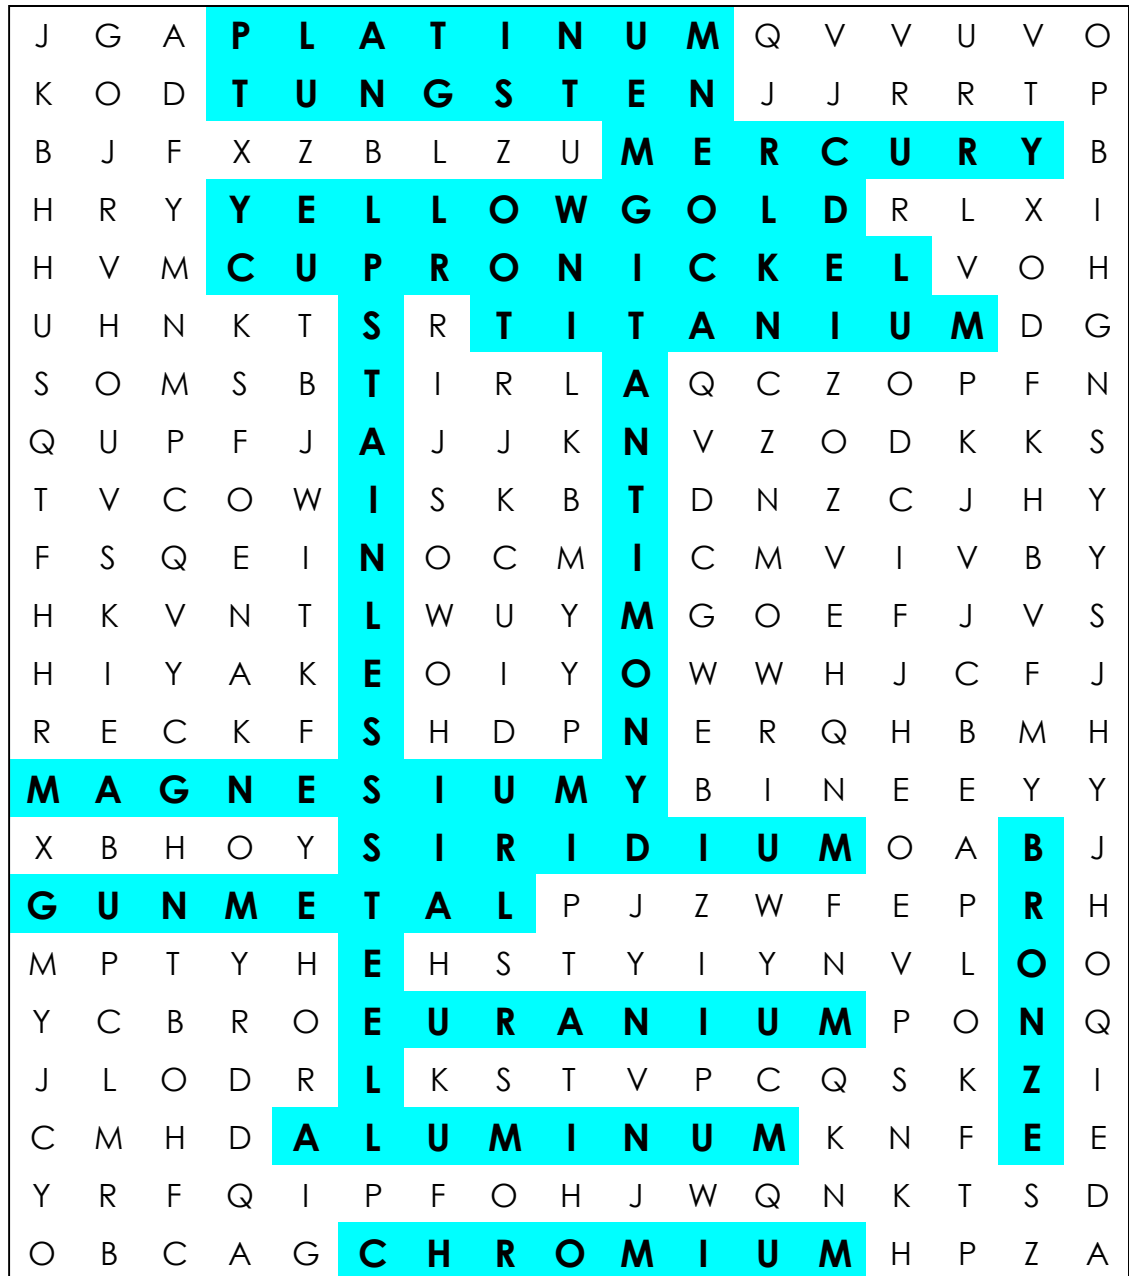 J G A P L A T I N U M Q V V U V O
K O D T U N G S T E N J J R R T P
B J F X Z B L Z U M E R C U R Y B
H R Y Y E L L O W G O L D R L X I
H V M C U P R O N I C K E L V O H
U H N K T S R T I T A N I U M D G
S O M S B T I R L A Q C Z O P F N
Q U P F J A J J K N V Z O D K K S
T V C O W I S K B T D N Z C J H Y
F S Q E I N O C M I C M V I V B Y
H K V N T L W U Y M G O E F J V S
H I Y A K E O I Y O W W H J C F J
R E C K F S H D P N E R Q H B M H
M A G N E S I U M Y B I N E E Y Y
X B H O Y S I R I D I U M O A B J
G U N M E T A L P J Z W F E P R H
M P T Y H E H S T Y I Y N V L O O
Y C B R O E U R A N I U M P O N Q
J L O D R L K S T V P C Q S K Z I
C M H D A L U M I N U M K N F E E
Y R F Q I P F O H J W Q N K T S D
O B C A G C H R O M I U M H P Z A